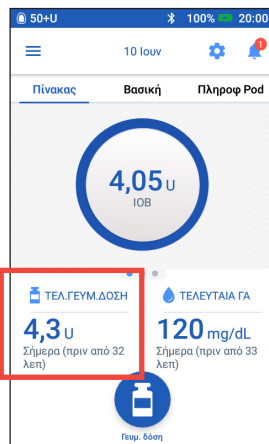 50+U 100% 20:00
10 Ιουν 1
Πίνακας Βασική Πληροφ Pod
4,05 U
IOB
ΤΕΛ.ΓΕΥΜ.ΔΟΣΗ ΤΕΛΕΥΤΑΙΑ ΓΑ
4,3 U 120 mg/dL
Σήμερα (πριν από 32 Σήμερα (πριν από 33
λεπ) λεπ)
Γευμ. δόση